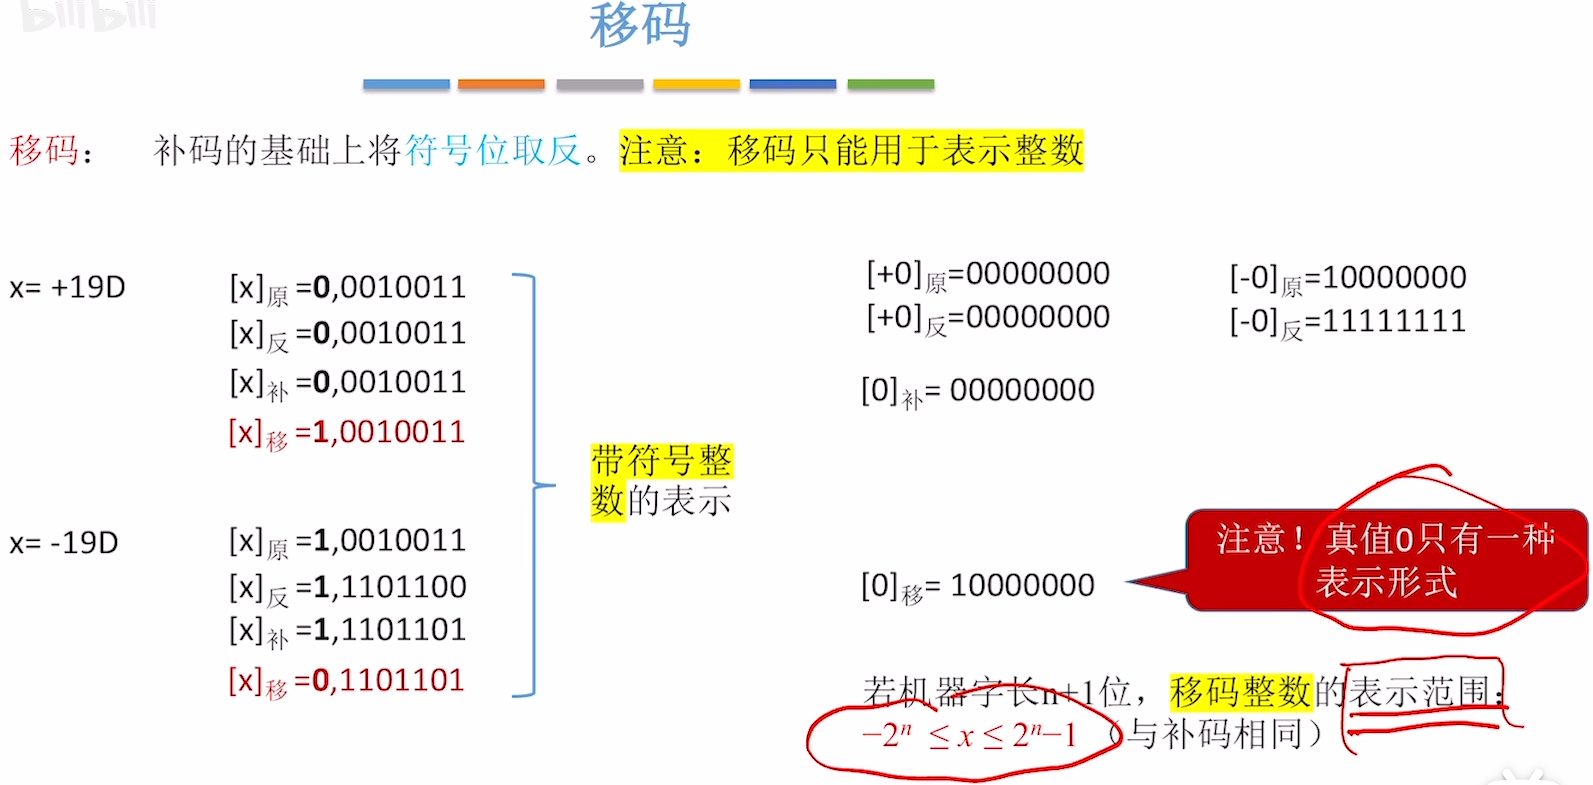 bilibili
移码
移码： 补码的基础上将符号位取反。注意：移码只能用于表示整数
x= +19D
[x]原 =0,0010011
[x]反 =0,0010011
[x]补 =0,0010011
[x]移 =1,0010011
x= -19D
[x]原 =1,0010011
[x]反 =1,1101100
[x]补 =1,1101101
[x]移 =0,1101101
带符号整
数的表示
[+0]原=00000000
[+0]反=00000000
[-0]原=10000000
[-0]反=11111111
[0]补= 00000000
[0]移= 10000000
注意！真值0只有一种
表示形式
若机器字长n+1位，移码整数的表示范围：
−2ⁿ ≤ x ≤ 2ⁿ−1 （与补码相同）